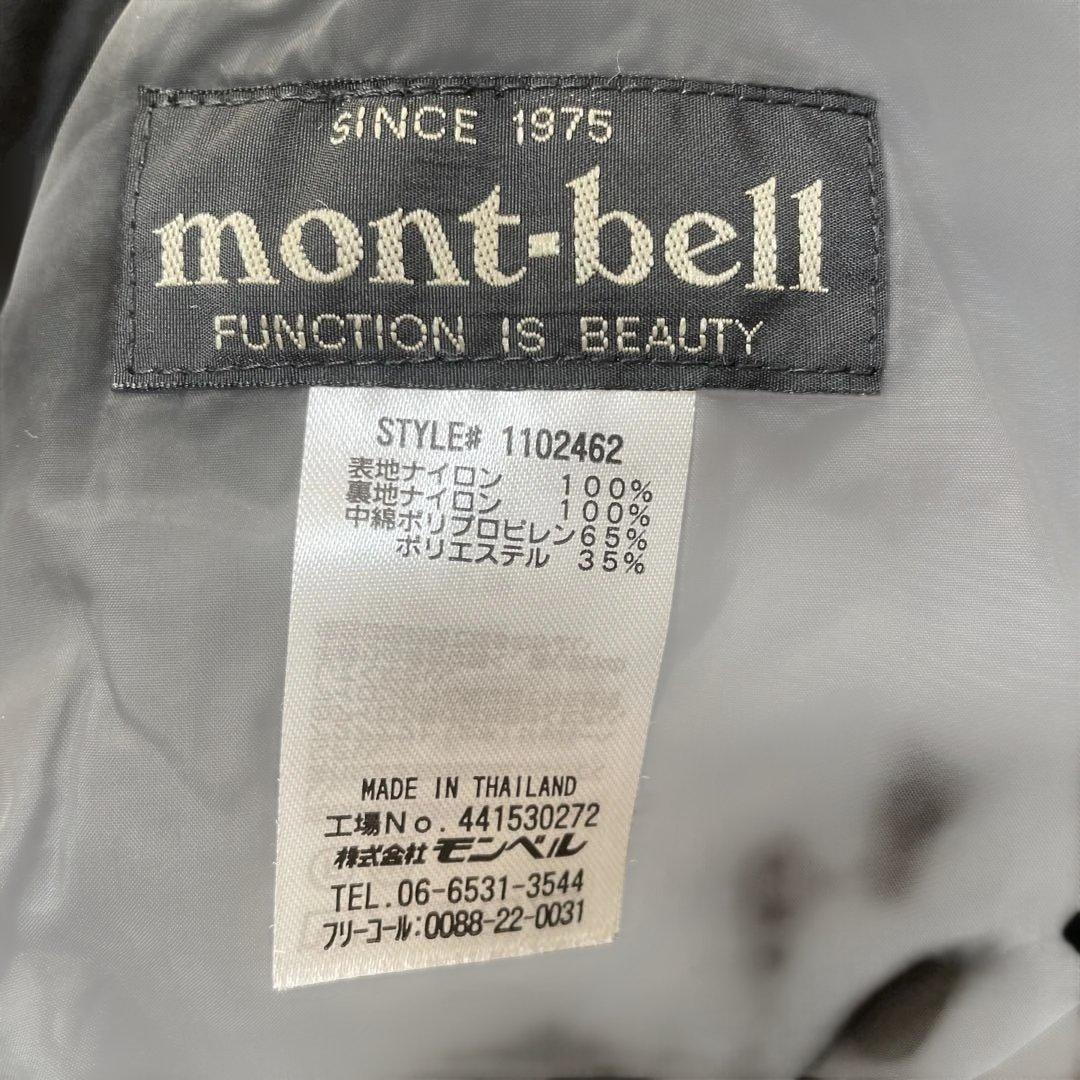 SINCE 1975
mont-bell
FUNCTION IS BEAUTY
STYLE# 1102462
表地ナイロン 100%
裏地ナイロン 100%
中綿ポリプロピレン65%
ポリエステル 35%
MADE IN THAILAND
工場No. 441530272
株式会社 モンベル
TEL.06-6531-3544
フリーコール:0088-22-0031